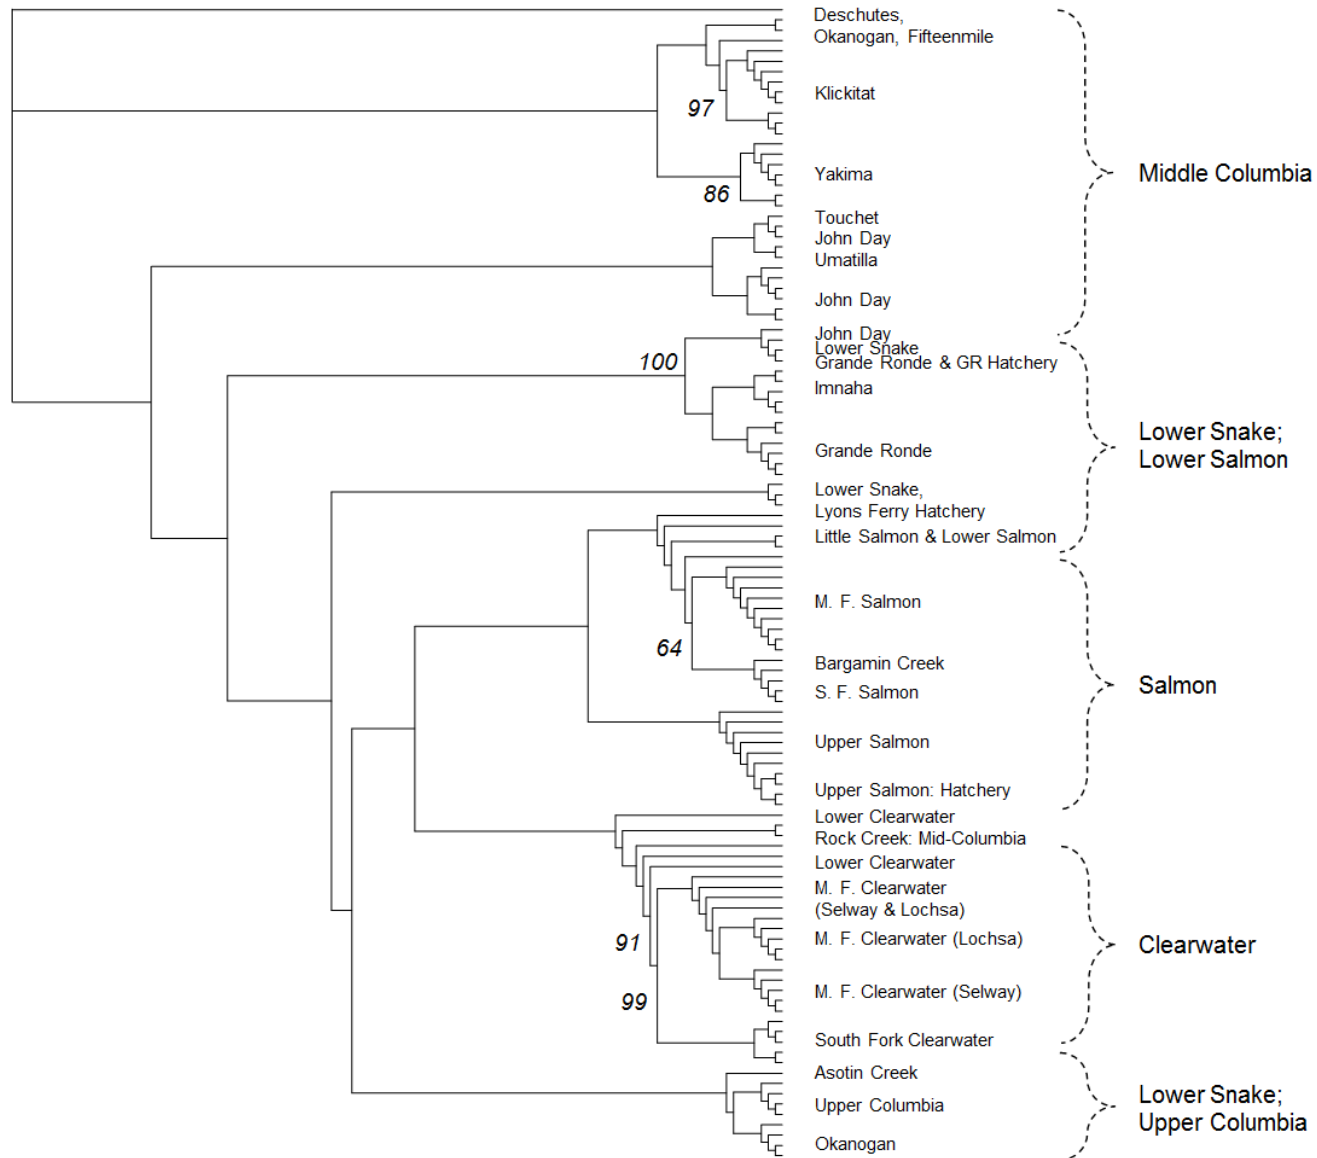 Deschutes,
Okanogan, Fifteenmile
Klickitat
97
Yakima
86
Middle Columbia
Touchet
John Day
Umatilla
John Day
John Day
Lower Snake
100
Grande Ronde & GR Hatchery
Imnaha
Lower Snake;
Lower Salmon
Grande Ronde
Lower Snake,
Lyons Ferry Hatchery
Little Salmon & Lower Salmon
M. F. Salmon
64
Bargamin Creek
S. F. Salmon
Salmon
Upper Salmon
Upper Salmon: Hatchery
Lower Clearwater
Rock Creek: Mid-Columbia
Lower Clearwater
M. F. Clearwater
(Selway & Lochsa)
91
M. F. Clearwater (Lochsa)
Clearwater
M. F. Clearwater (Selway)
99
South Fork Clearwater
Asotin Creek
Upper Columbia
Lower Snake;
Upper Columbia
Okanogan